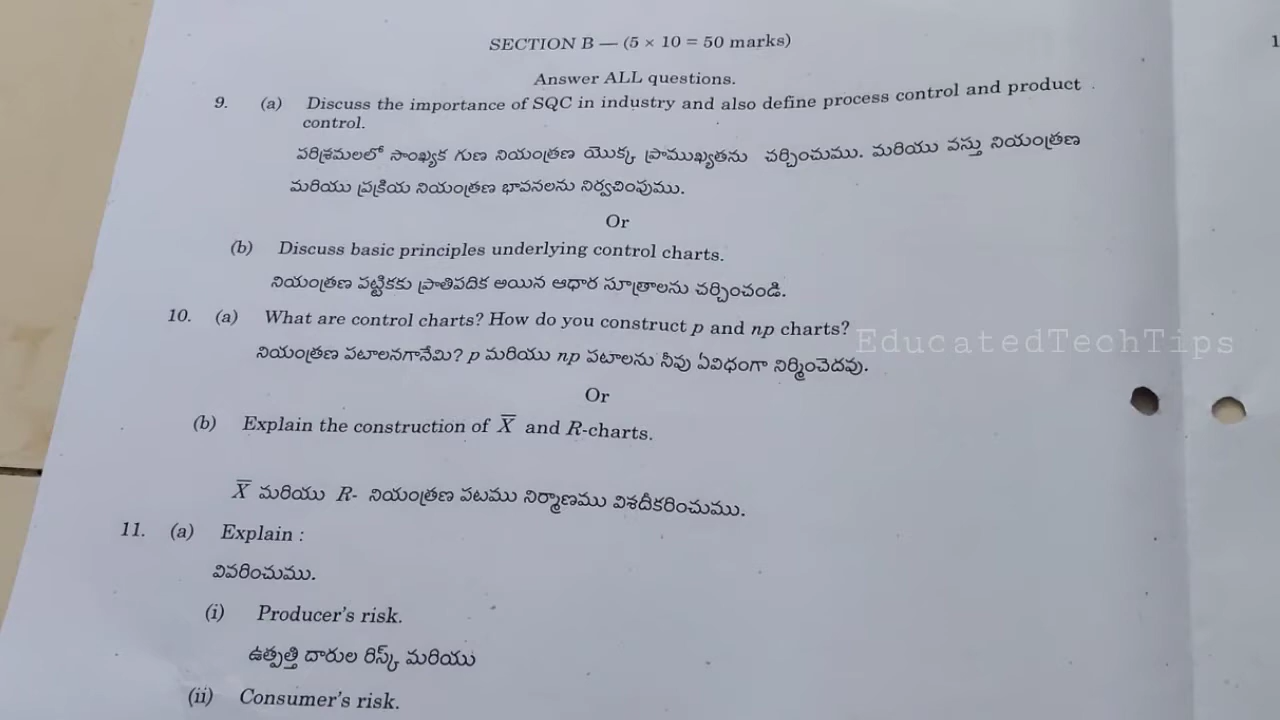 SECTION B — (5 × 10 = 50 marks)
1
Answer ALL questions.
9. (a) Discuss the importance of SQC in industry and also define process control and product
control.
పరిశ్రమలలో సాంఖ్యక గుణ నియంత్రణ యొక్క ప్రాముఖ్యతను చర్చించుము. మరియు వస్తు నియంత్రణ
మరియు ప్రక్రియ నియంత్రణ భావనలను నిర్వచింపుము.
Or
(b) Discuss basic principles underlying control charts.
నియంత్రణ పట్టికకు ప్రాతిపదిక అయిన ఆధార సూత్రాలను చర్చించండి.
10. (a) What are control charts? How do you construct p and np charts?
EducatedTechTips
నియంత్రణ పటాలనగానేమి? p మరియు np పటాలను నీవు ఏవిధంగా నిర్మించెదవు.
Or
(b) Explain the construction of X̅ and R-charts.
X̅ మరియు R- నియంత్రణ పటము నిర్మాణము విశదీకరించుము.
11. (a) Explain :
వివరించుము.
(i) Producer's risk.
ఉత్పత్తి దారుల రిస్క్ మరియు
(ii) Consumer's risk.